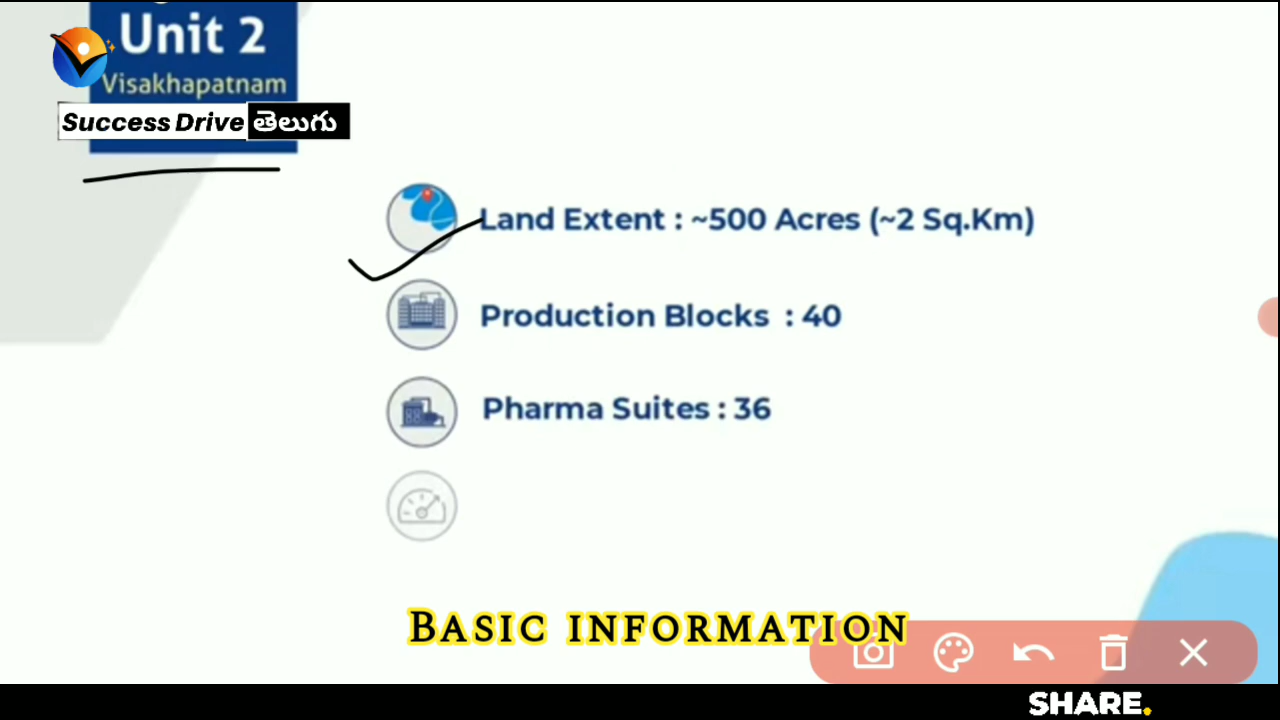 Unit 2
Visakhapatnam
Success Drive తెలుగు
Land Extent : ~500 Acres (~2 Sq.Km)
Production Blocks : 40
Pharma Suites : 36
BASIC INFORMATION
SHARE.